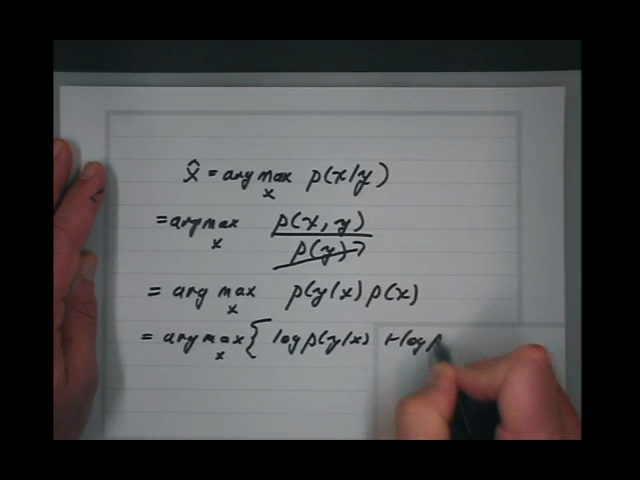 x̂ = arg max p(x/y)
x
= arg max p(x,y)
x p(y)
= arg max p(y/x) p(x)
x
= arg max { log p(y/x) + log p
x